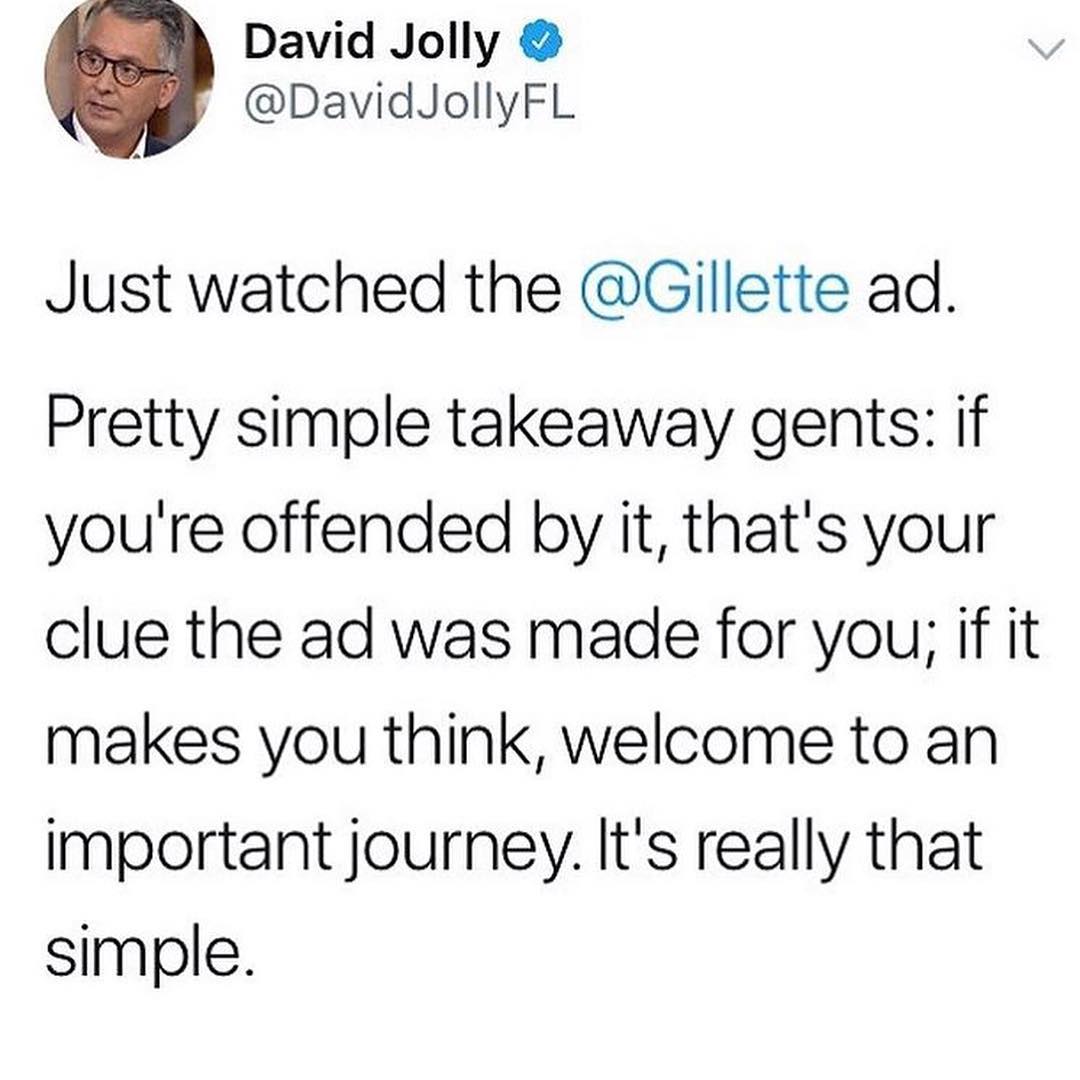 David Jolly
@DavidJollyFL
Just watched the @Gillette ad.
Pretty simple takeaway gents: if
you're offended by it, that's your
clue the ad was made for you; if it
makes you think, welcome to an
important journey. It's really that
simple.